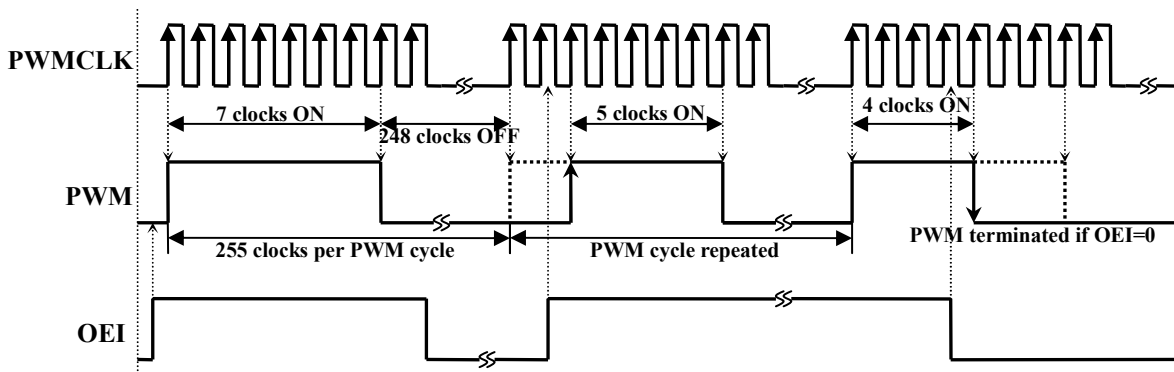 PWMCLK
7 clocks ON
248 clocks OFF
5 clocks ON
4 clocks ON
PWM
255 clocks per PWM cycle
PWM cycle repeated
PWM terminated if OEI=0
OEI